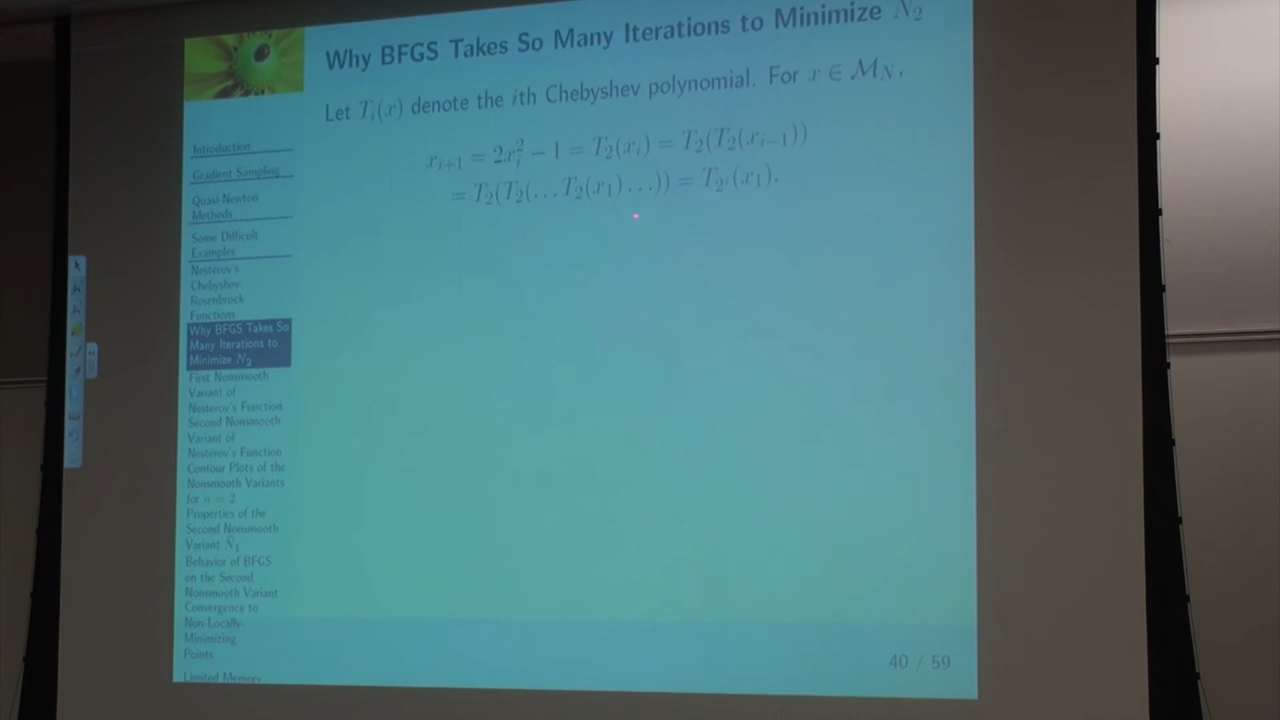 Why BFGS Takes So Many Iterations to Minimize N₂
Let Tᵢ(x) denote the ith Chebyshev polynomial. For x ∈ ℳ_N,
xᵢ₊₁ = 2xᵢ² − 1 = T₂(xᵢ) = T₂(T₂(xᵢ₋₁))
= T₂(T₂(…T₂(x₁)…)) = T_{2^i}(x₁).
Introduction
Gradient Sampling
Quasi-Newton
Methods
Some Difficult
Examples
Nesterov's
Chebyshev-
Rosenbrock
Functions
Why BFGS Takes So
Many Iterations to
Minimize N₂
First Nonsmooth
Variant of
Nesterov's Function
Second Nonsmooth
Variant of
Nesterov's Function
Contour Plots of the
Nonsmooth Variants
for n = 2
Properties of the
Second Nonsmooth
Variant N̂₁
Behavior of BFGS
on the Second
Nonsmooth Variant
Convergence to
Non-Locally-
Minimizing
Points
Limited Memory
40 / 59